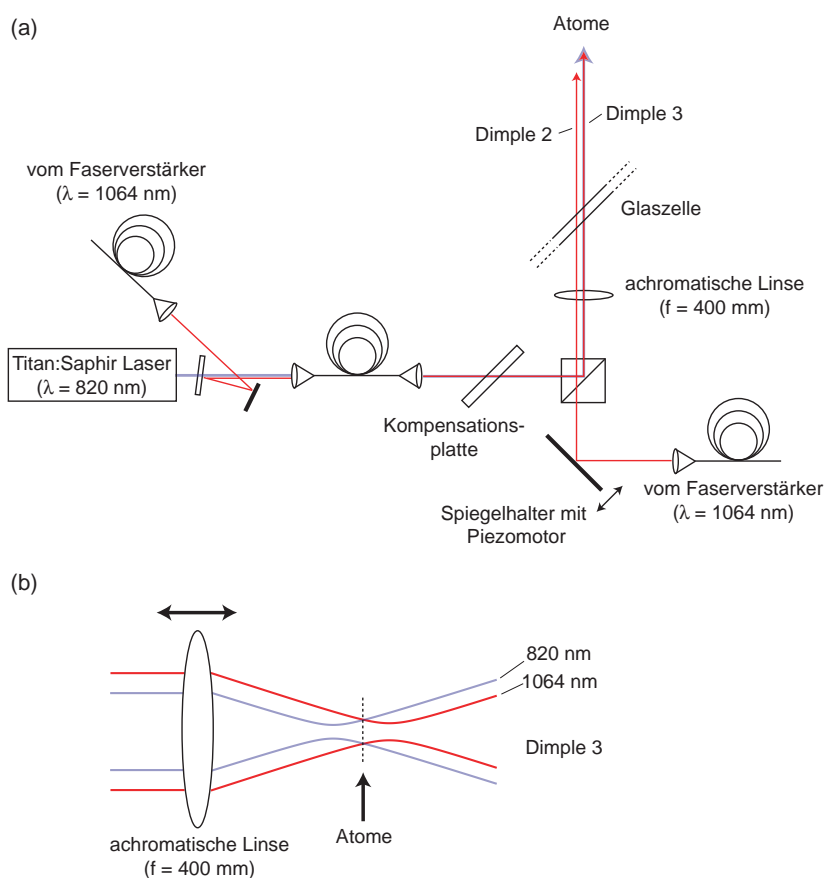 (a)
Atome
Dimple 3
Dimple 2
vom Faserverstärker
(λ = 1064 nm)
Glaszelle
achromatische Linse
(f = 400 mm)
Titan:Saphir Laser
(λ = 820 nm)
Kompensations-
platte
vom Faserverstärker
(λ = 1064 nm)
Spiegelhalter mit
Piezomotor
(b)
820 nm
1064 nm
Dimple 3
Atome
achromatische Linse
(f = 400 mm)